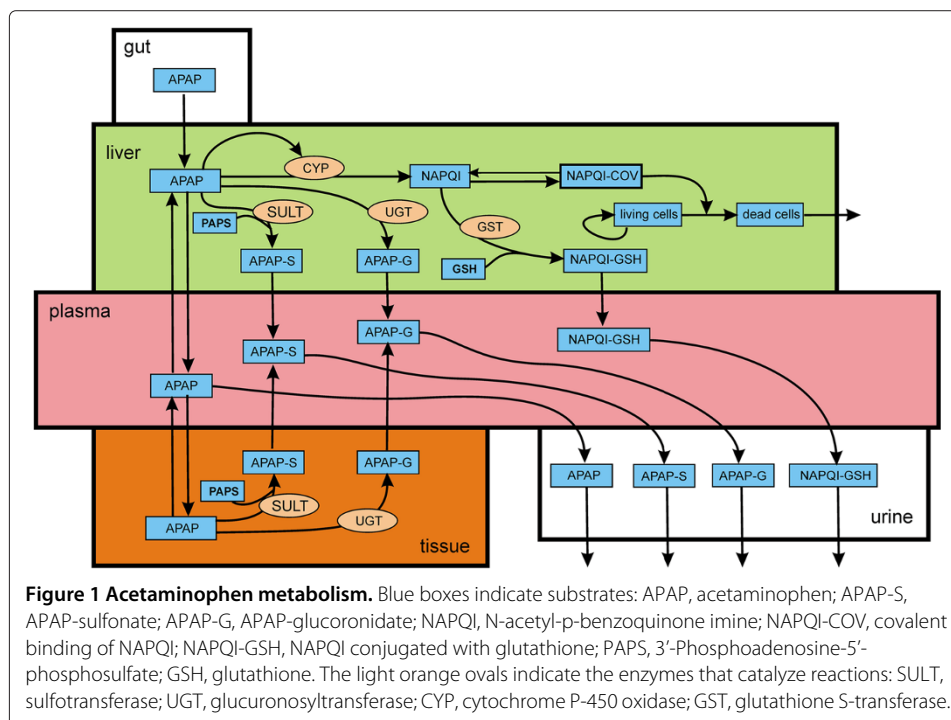 gut
APAP
liver
CYP
APAP
NAPQI
NAPQI-COV
SULT
UGT
PAPS
GST
living cells
dead cells
APAP-S
APAP-G
GSH
NAPQI-GSH
plasma
APAP-G
NAPQI-GSH
APAP-S
APAP
APAP-S
APAP-G
APAP
APAP-S
APAP-G
NAPQI-GSH
PAPS
SULT
UGT
APAP
tissue
urine
Figure 1 Acetaminophen metabolism. Blue boxes indicate substrates: APAP, acetaminophen; APAP-S,
APAP-sulfonate; APAP-G, APAP-glucoronidate; NAPQI, N-acetyl-p-benzoquinone imine; NAPQI-COV, covalent
binding of NAPQI; NAPQI-GSH, NAPQI conjugated with glutathione; PAPS, 3’-Phosphoadenosine-5’-
phosphosulfate; GSH, glutathione. The light orange ovals indicate the enzymes that catalyze reactions: SULT,
sulfotransferase; UGT, glucuronosyltransferase; CYP, cytochrome P-450 oxidase; GST, glutathione S-transferase.